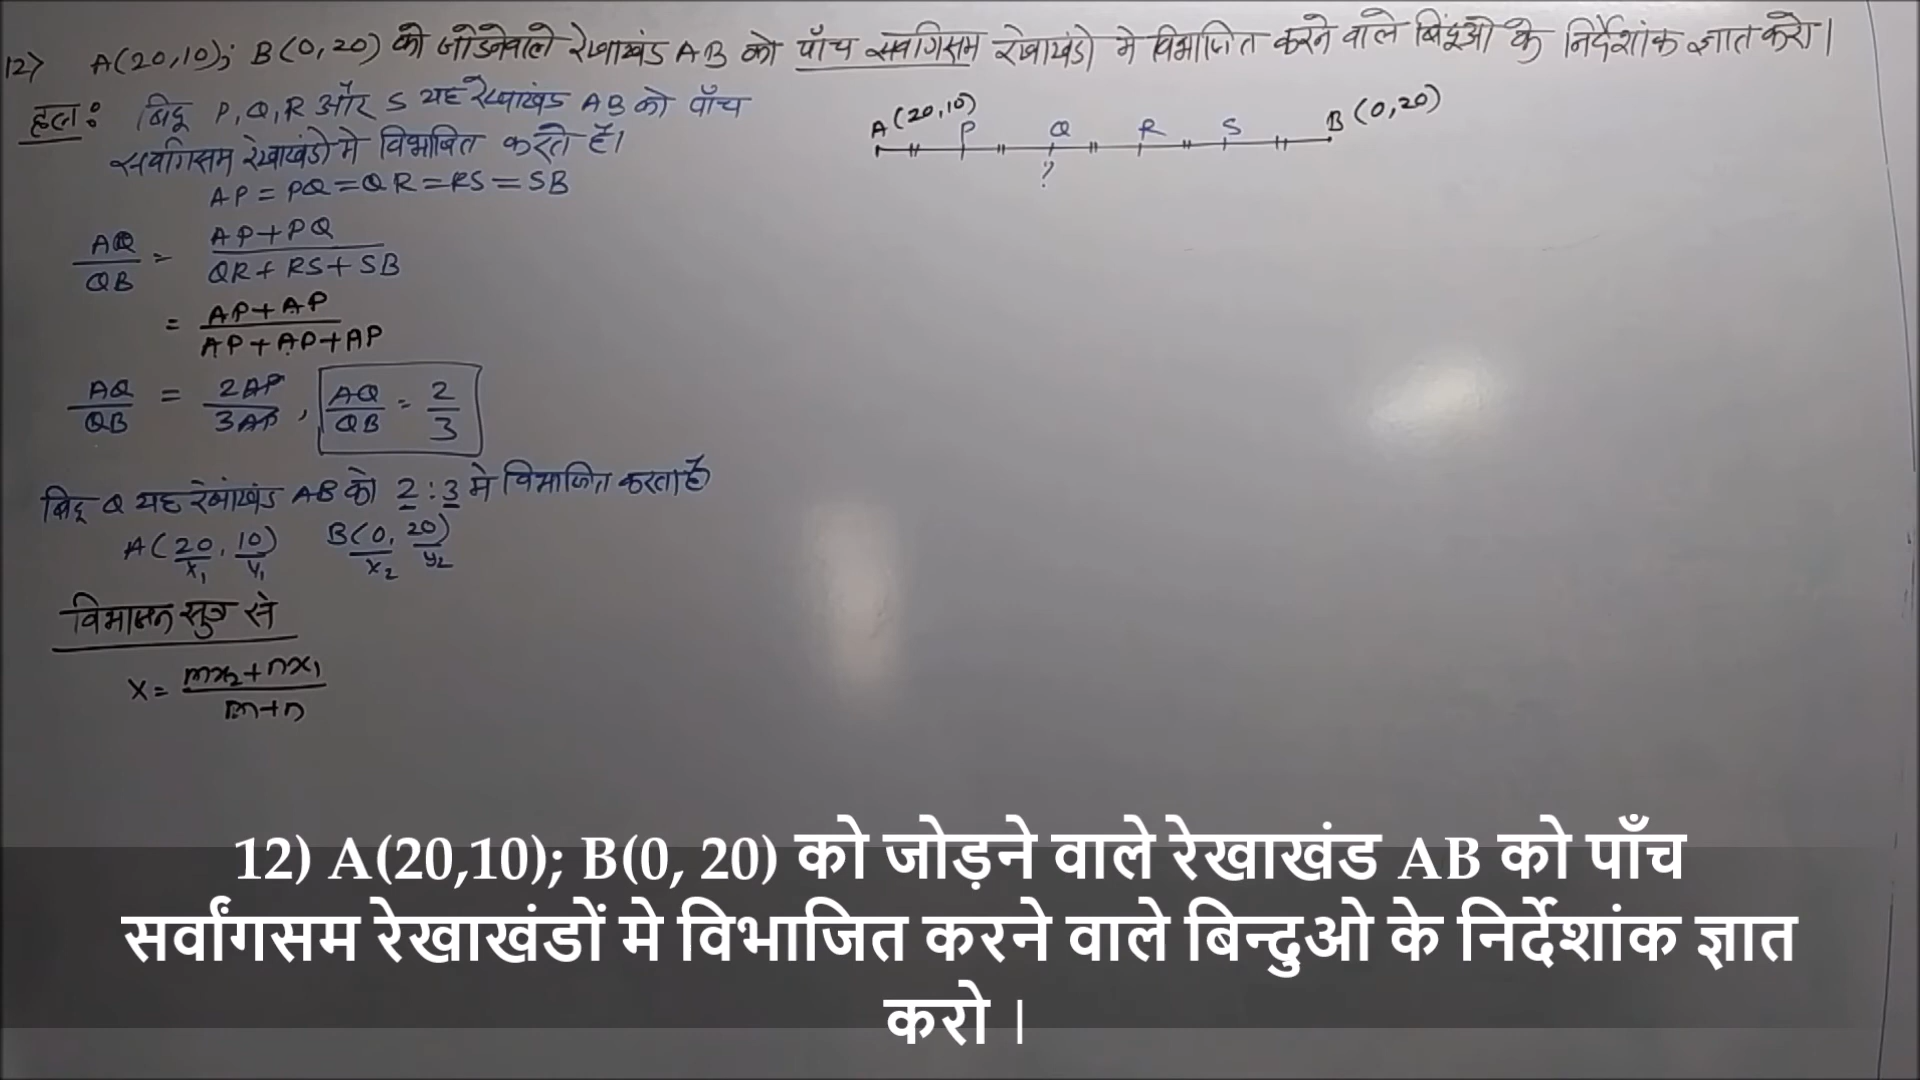 12) A(20,10); B(0,20) को जोडनेवाले रेखाखंड AB को पाँच सर्वांगसम रेखाखंडो मे विभाजित करने वाले बिंदूओ के निर्देशांक ज्ञात करो।
हल: बिंदू P,Q,R और S यह रेखाखंड AB को पाँच
सर्वांगसम रेखाखंडो मे विभाजित करते है।
A(20,10) P Q R S B(0,20)
?
AP = PQ = QR = RS = SB
AQ/QB = AP+PQ/QR+RS+SB
= AP+AP/AP+AP+AP
AQ/QB = 2AP/3AP, AQ/QB = 2/3
बिंदू Q यह रेखाखंड AB को 2:3 मे विभाजित करता है
A(20, 10) B(0, 20)
x₁ y₁ x₂ y₂
विभाजन सुत्र से
x = mx₂+nx₁/m+n
12) A(20,10); B(0, 20) को जोड़ने वाले रेखाखंड AB को पाँच
सर्वांगसम रेखाखंडों मे विभाजित करने वाले बिन्दुओ के निर्देशांक ज्ञात
करो ।